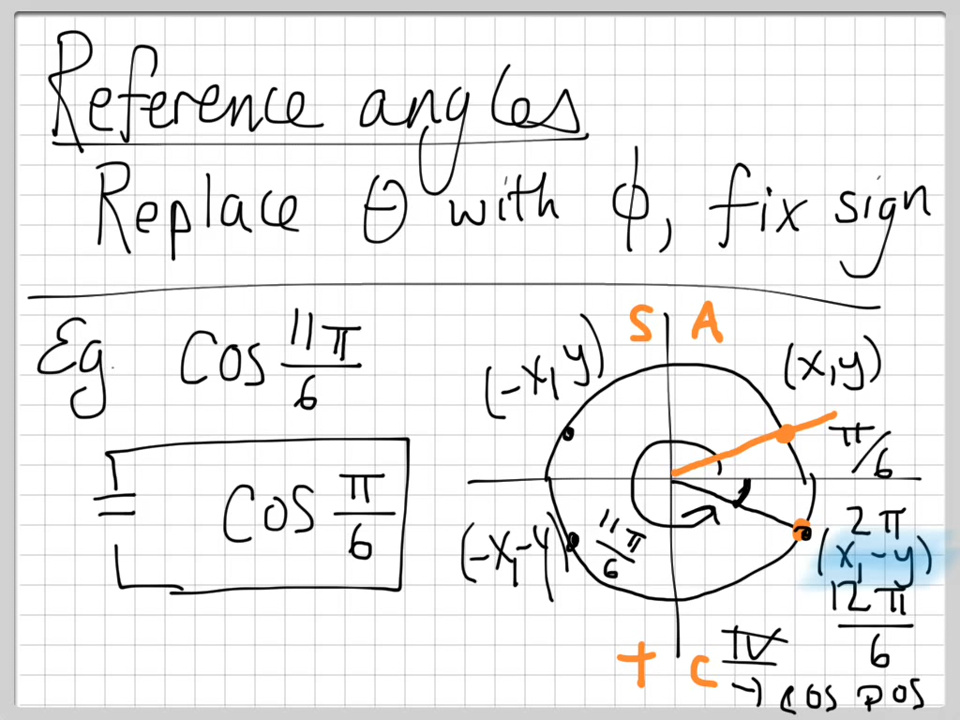 Reference angles
Replace θ with ϕ, fix sign
Eg cos 11π/6
= cos π/6
S A
(-x, y)
(x, y)
π/6
(-x, -y)
11π/6
2π
(x, -y)
12π/6
T C
IV
→ cos pos